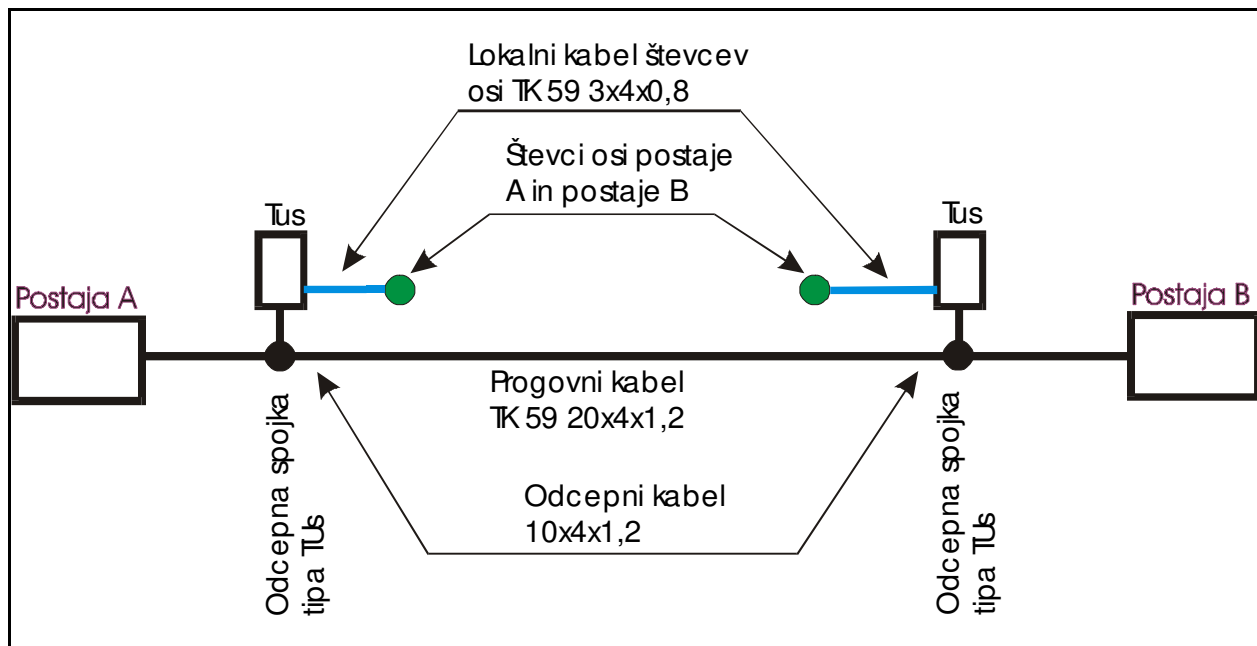 Lokalni kabel števcev
osi TK 59 3x4x0,8
Števci osi postaje
A in postaje B
Tus
Tus
Postaja A
Postaja B
Progovni kabel
TK 59 20x4x1,2
Odcepni kabel
10x4x1,2
Odcepna spojka
tipa TUs
Odcepna spojka
tipa TUs